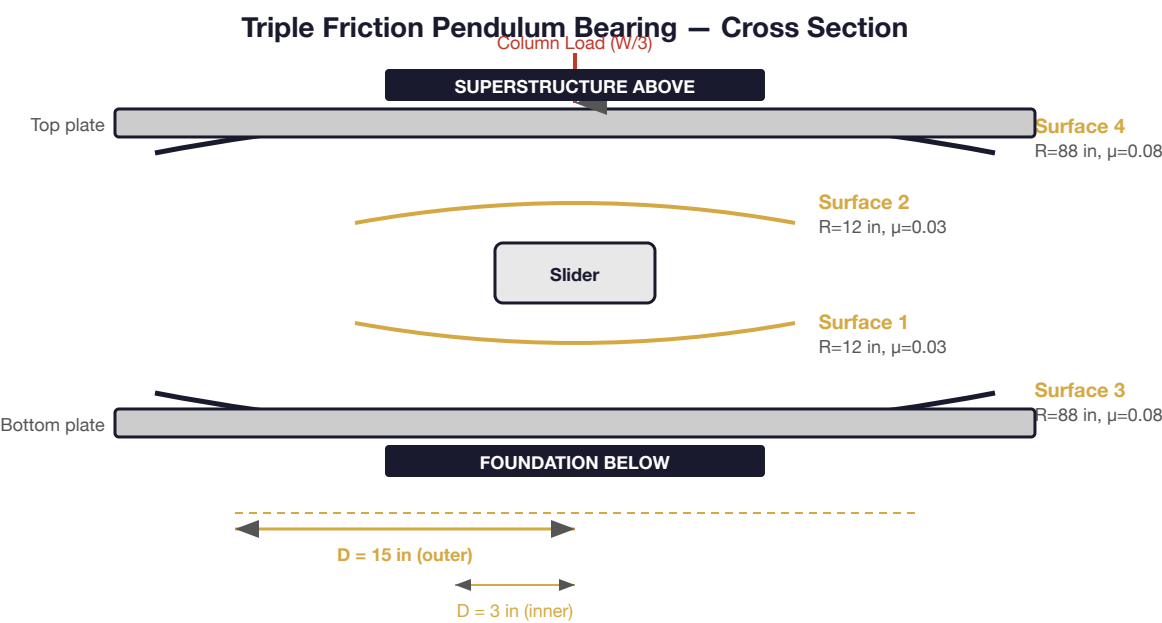 Triple Friction Pendulum Bearing — Cross Section
Column Load (W/3)
SUPERSTRUCTURE ABOVE
Top plate
Surface 4
R=88 in, μ=0.08
Surface 2
R=12 in, μ=0.03
Slider
Surface 1
R=12 in, μ=0.03
Surface 3
R=88 in, μ=0.08
Bottom plate
FOUNDATION BELOW
D = 15 in (outer)
D = 3 in (inner)